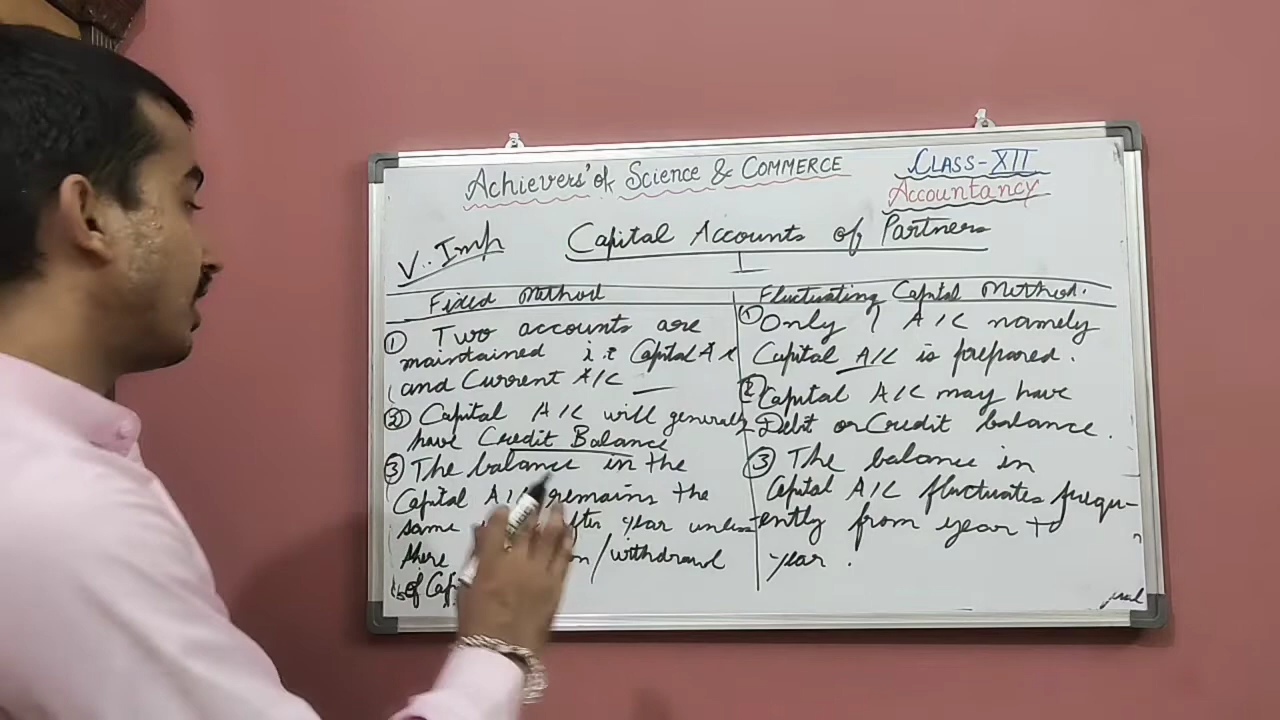 Achievers' of Science & COMMERCE
CLASS-XII
Accountancy
V. Imp
Capital Accounts of Partners
Fixed Method
① Two accounts are
maintained i.e Capital A/c
and Current A/C
② Capital A/C will generally
have Credit Balance
③ The balance in the
Capital A/C remains the
same year unless
there /withdrawal
of
Fluctuating Capital Method.
① Only 1 A/C namely
Capital A/C is prepared.
② Capital A/C may have
Debit or Credit balance.
③ The balance in
Capital A/C fluctuates frequ-
ently from year to
year.